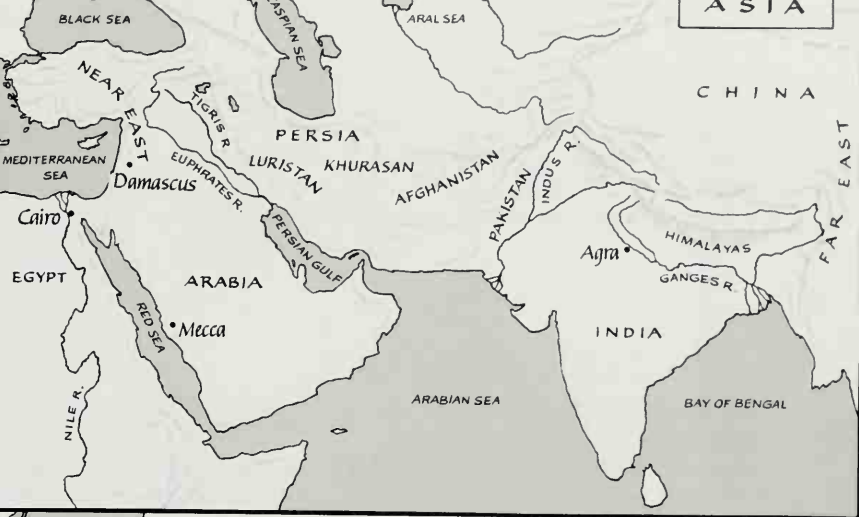 ASIA
BLACK SEA
CASPIAN SEA
ARAL SEA
CHINA
NEAR EAST
TIGRIS R.
PERSIA
MEDITERRANEAN
SEA
Damascus
EUPHRATES R.
LURISTAN
KHURASAN
AFGHANISTAN
PAKISTAN
INDUS R.
FAR EAST
Cairo
PERSIAN GULF
Agra
HIMALAYAS
EGYPT
ARABIA
GANGES R.
RED SEA
Mecca
INDIA
NILE R.
ARABIAN SEA
BAY OF BENGAL